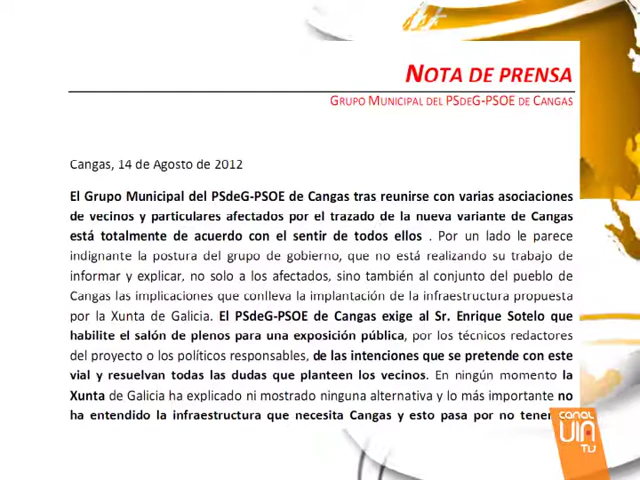 NOTA DE PRENSA
GRUPO MUNICIPAL DEL PSDEG-PSOE DE CANGAS
Cangas, 14 de Agosto de 2012
El Grupo Municipal del PSdeG-PSOE de Cangas tras reunirse con varias asociaciones
de vecinos y particulares afectados por el trazado de la nueva variante de Cangas
está totalmente de acuerdo con el sentir de todos ellos . Por un lado le parece
indignante la postura del grupo de gobierno, que no está realizando su trabajo de
informar y explicar, no solo a los afectados, sino también al conjunto del pueblo de
Cangas las implicaciones que conlleva la implantación de la infraestructura propuesta
por la Xunta de Galicia. El PSdeG-PSOE de Cangas exige al Sr. Enrique Sotelo que
habilite el salón de plenos para una exposición pública, por los técnicos redactores
del proyecto o los políticos responsables, de las intenciones que se pretende con este
vial y resuelvan todas las dudas que planteen los vecinos. En ningún momento la
Xunta de Galicia ha explicado ni mostrado ninguna alternativa y lo más importante no
ha entendido la infraestructura que necesita Cangas y esto pasa por no tener
CANAL
UIN
TV